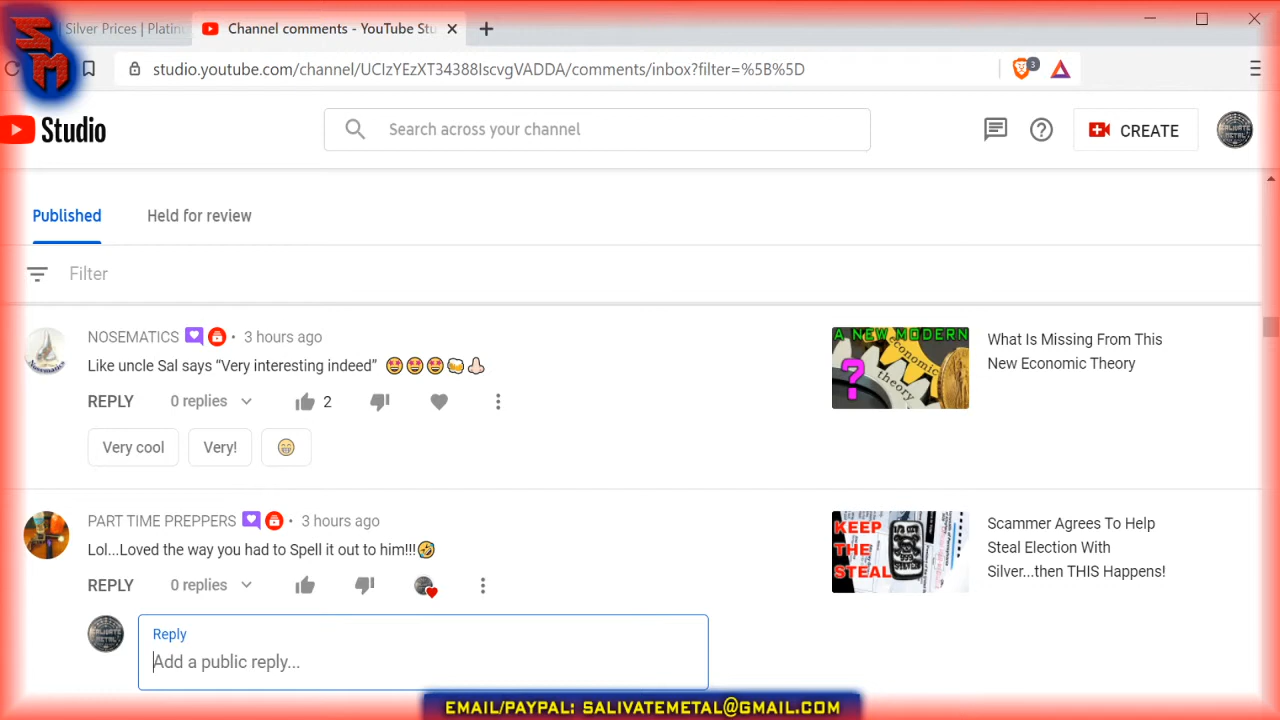 SM
Silver Prices | Platin
Channel comments - YouTube Stu
studio.youtube.com/channel/UCIzYEzXT34388IscvgVADDA/comments/inbox?filter=%5B%5D
3
Studio
Search across your channel
CREATE
Published
Held for review
Filter
NOSEMATICS • 3 hours ago
Like uncle Sal says “Very interesting indeed” 🤩🤩🤩🍻👃🏻
REPLY 0 replies 2
Very cool Very! 😁
A NEW MODERN
economic
theory
?
What Is Missing From This
New Economic Theory
PART TIME PREPPERS • 3 hours ago
Lol...Loved the way you had to Spell it out to him!!!🤣
REPLY 0 replies
KEEP
THE
STEAL
Scammer Agrees To Help
Steal Election With
Silver...then THIS Happens!
Reply
Add a public reply...
EMAIL/PAYPAL: SALIVATEMETAL@GMAIL.COM